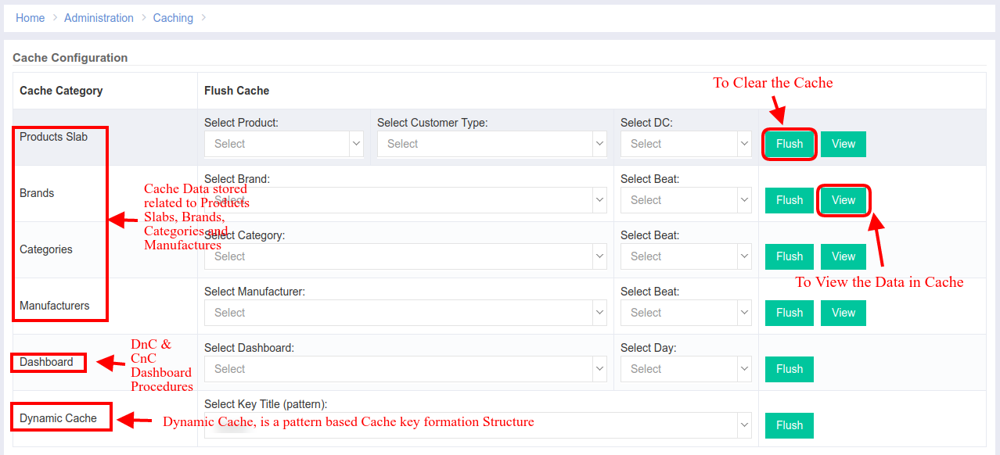 Home > Administration > Caching >
Cache Configuration
Cache Category Flush Cache
To Clear the Cache
Select Product: Select Customer Type: Select DC:
Products Slab Select Select Select Flush View
Select Brand: Select Beat:
Brands Select Select Flush View
Cache Data stored
related to Products
Slabs, Brands,
Categories and
Manufactures
Select Category: Select Beat:
Categories Select Select Flush View
To View the Data in Cache
Select Manufacturer: Select Beat:
Manufacturers Select Select Flush View
Select Dashboard: Select Day:
Dashboard Select Select Flush
DnC &
CnC
Dashboard
Procedures
Select Key Title (pattern):
Dynamic Cache Flush
Dynamic Cache, is a pattern based Cache key formation Structure